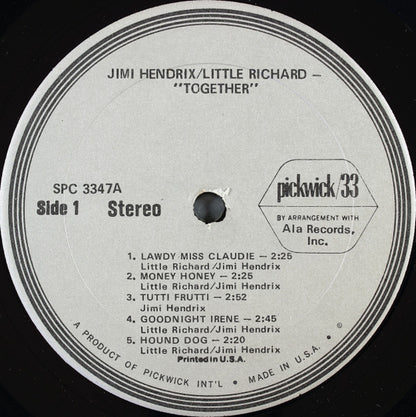 JIMI HENDRIX/LITTLE RICHARD –
"TOGETHER"
SPC 3347A
Side 1 Stereo
pickwick/33
BY ARRANGEMENT WITH
Ala Records,
Inc.
1. LAWDY MISS CLAUDIE – 2:25
Little Richard/Jimi Hendrix
2. MONEY HONEY – 2:25
Little Richard/Jimi Hendrix
3. TUTTI FRUTTI – 2:52
Jimi Hendrix
4. GOODNIGHT IRENE – 2:45
Little Richard/Jimi Hendrix
5. HOUND DOG – 2:20
Little Richard/Jimi Hendrix
Printed in U.S.A.
A PRODUCT OF PICKWICK INT'L • MADE IN U.S.A. • ©